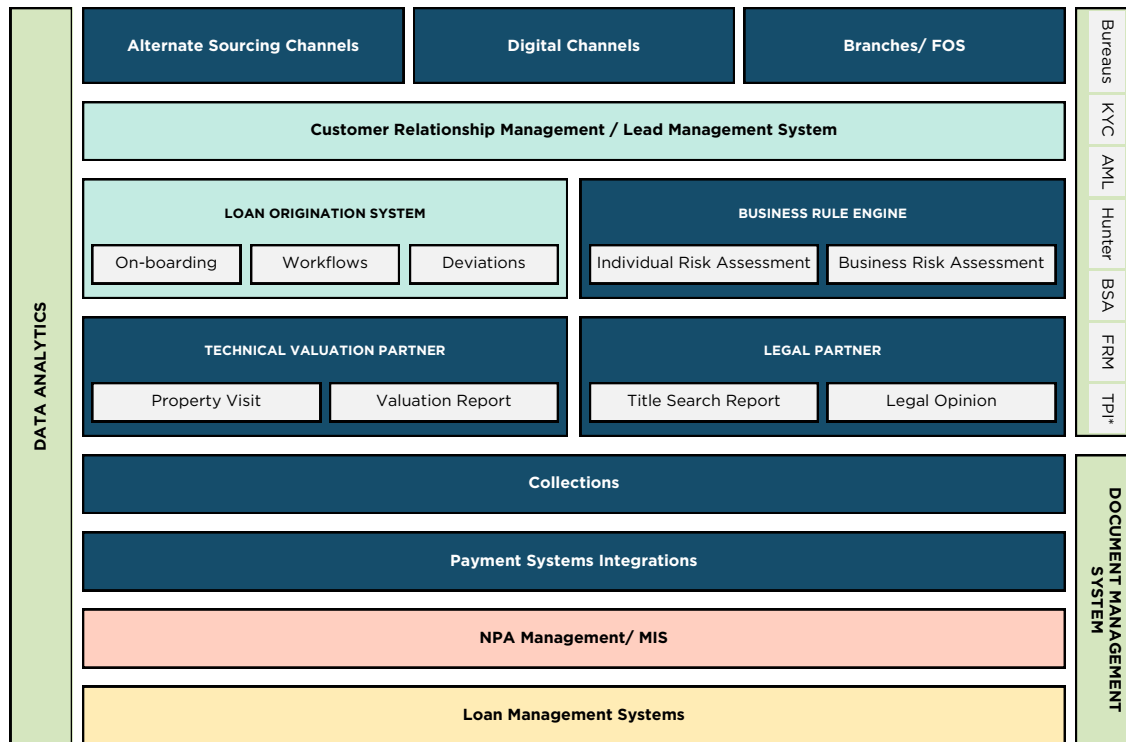 DATA ANALYTICS
Alternate Sourcing Channels
Digital Channels
Branches/ FOS
Customer Relationship Management / Lead Management System
LOAN ORIGINATION SYSTEM
On-boarding
Workflows
Deviations
BUSINESS RULE ENGINE
Individual Risk Assessment
Business Risk Assessment
TECHNICAL VALUATION PARTNER
Property Visit
Valuation Report
LEGAL PARTNER
Title Search Report
Legal Opinion
Collections
Payment Systems Integrations
NPA Management/ MIS
Loan Management Systems
Bureaus
KYC
AML
Hunter
BSA
FRM
TPI*
DOCUMENT MANAGEMENT
SYSTEM